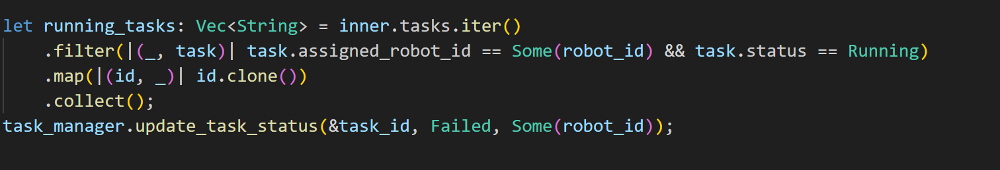 let running_tasks: Vec<String> = inner.tasks.iter()
    .filter(|(_, task)| task.assigned_robot_id == Some(robot_id) && task.status == Running)
    .map(|(id, _)| id.clone())
    .collect();
task_manager.update_task_status(&task_id, Failed, Some(robot_id));